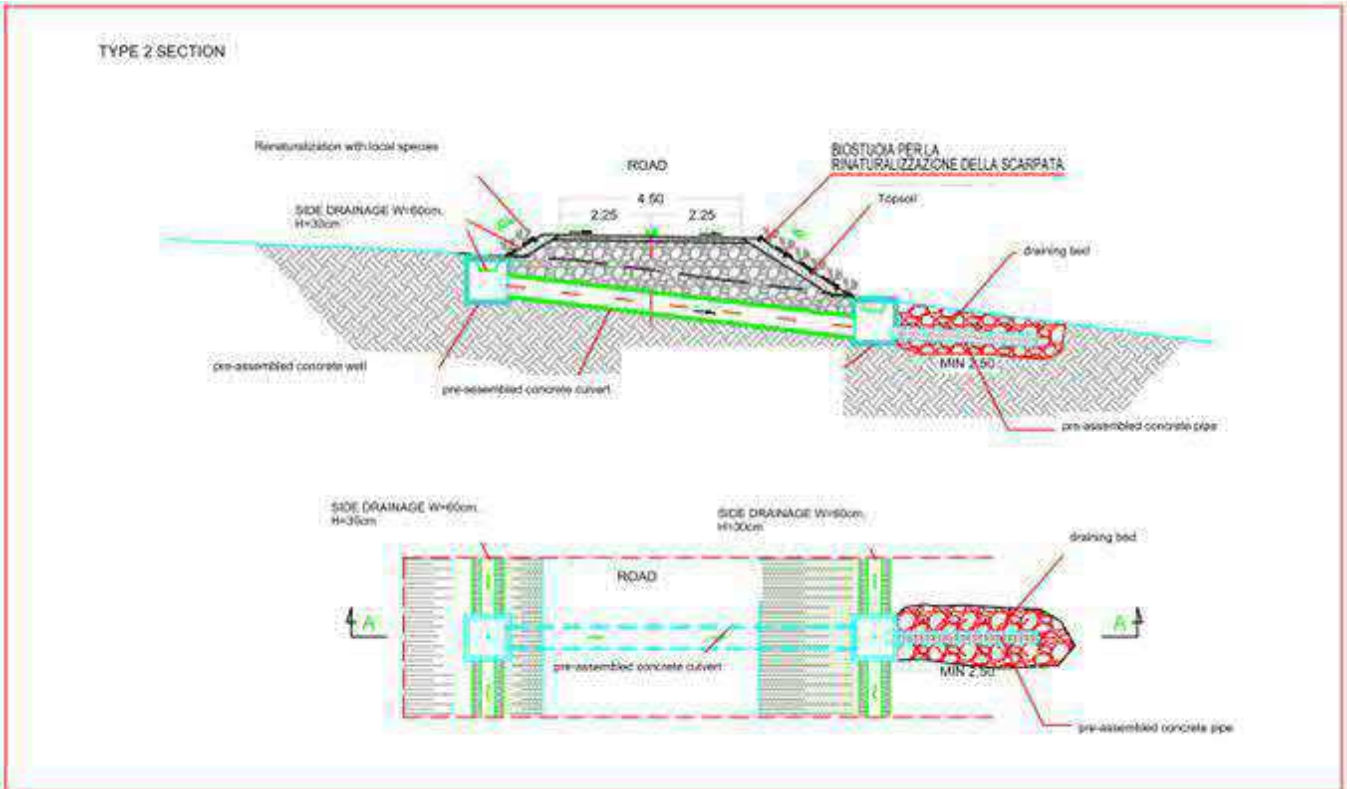 TYPE 2 SECTION
Renaturalization with local species
ROAD
BIOSTUOIA PER LA
RINATURALIZZAZIONE DELLA SCARPATA
4.50
Topsoil
SIDE DRAINAGE W=60cm,
H=30cm
2.25
2.25
draining bed
pre-assembled concrete well
MIN 2,50
pre-assembled concrete culvert
pre-assembled concrete pipe
SIDE DRAINAGE W=60cm,
H=30cm
SIDE DRAINAGE W=60cm,
H=30cm
draining bed
ROAD
A
A
pre-assembled concrete culvert
MIN 2,50
pre-assembled concrete pipe